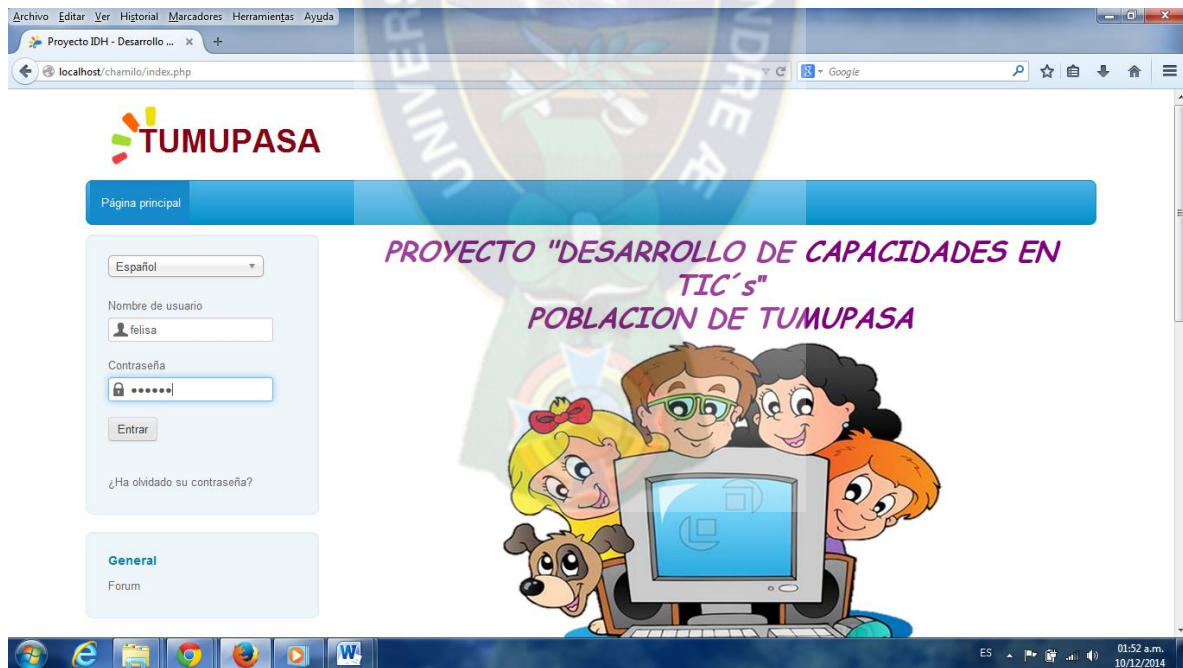 Archivo Editar Ver Historial Marcadores Herramientas Ayuda
Proyecto IDH - Desarrollo ... × +
localhost/chamilo/index.php
Google
TUMUPASA
Página principal
Español
Nombre de usuario
felisa
Contraseña
••••••
Entrar
¿Ha olvidado su contraseña?
General
Forum
PROYECTO "DESARROLLO DE CAPACIDADES EN
TIC´s"
POBLACION DE TUMUPASA
ES
01:52 a.m.
10/12/2014